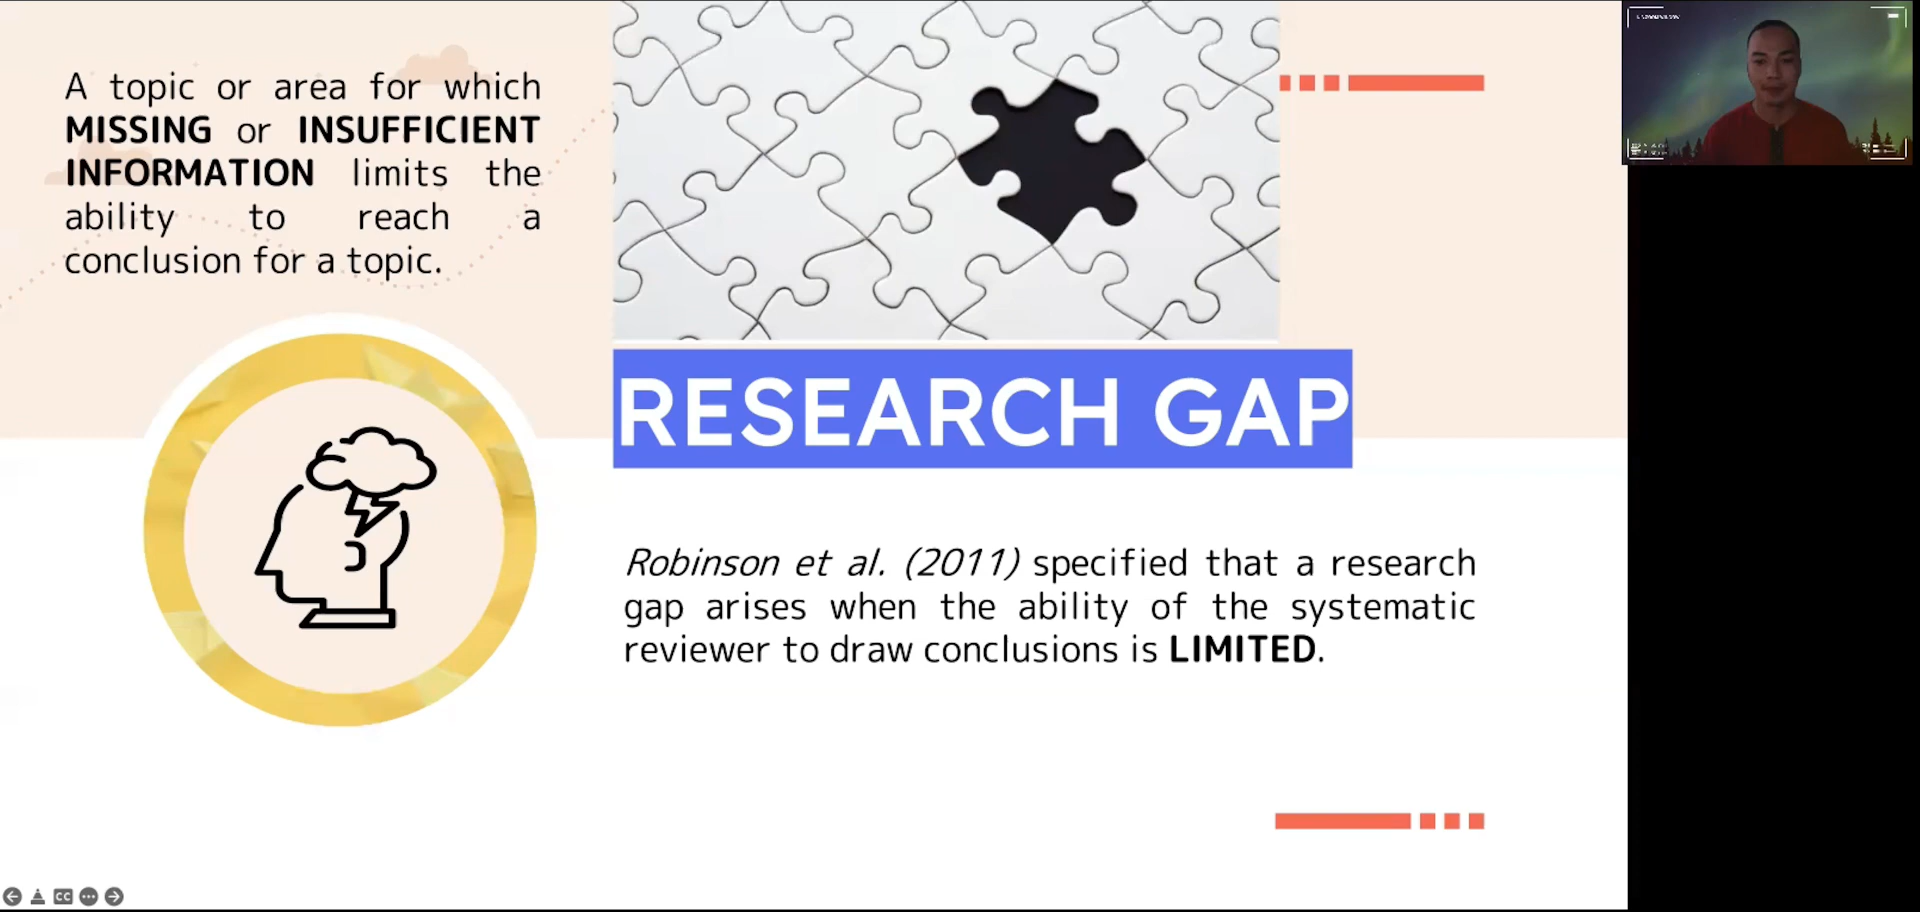 A topic or area for which
MISSING or INSUFFICIENT
INFORMATION limits the
ability to reach a
conclusion for a topic.
RESEARCH GAP
Robinson et al. (2011) specified that a research
gap arises when the ability of the systematic
reviewer to draw conclusions is LIMITED.
CC